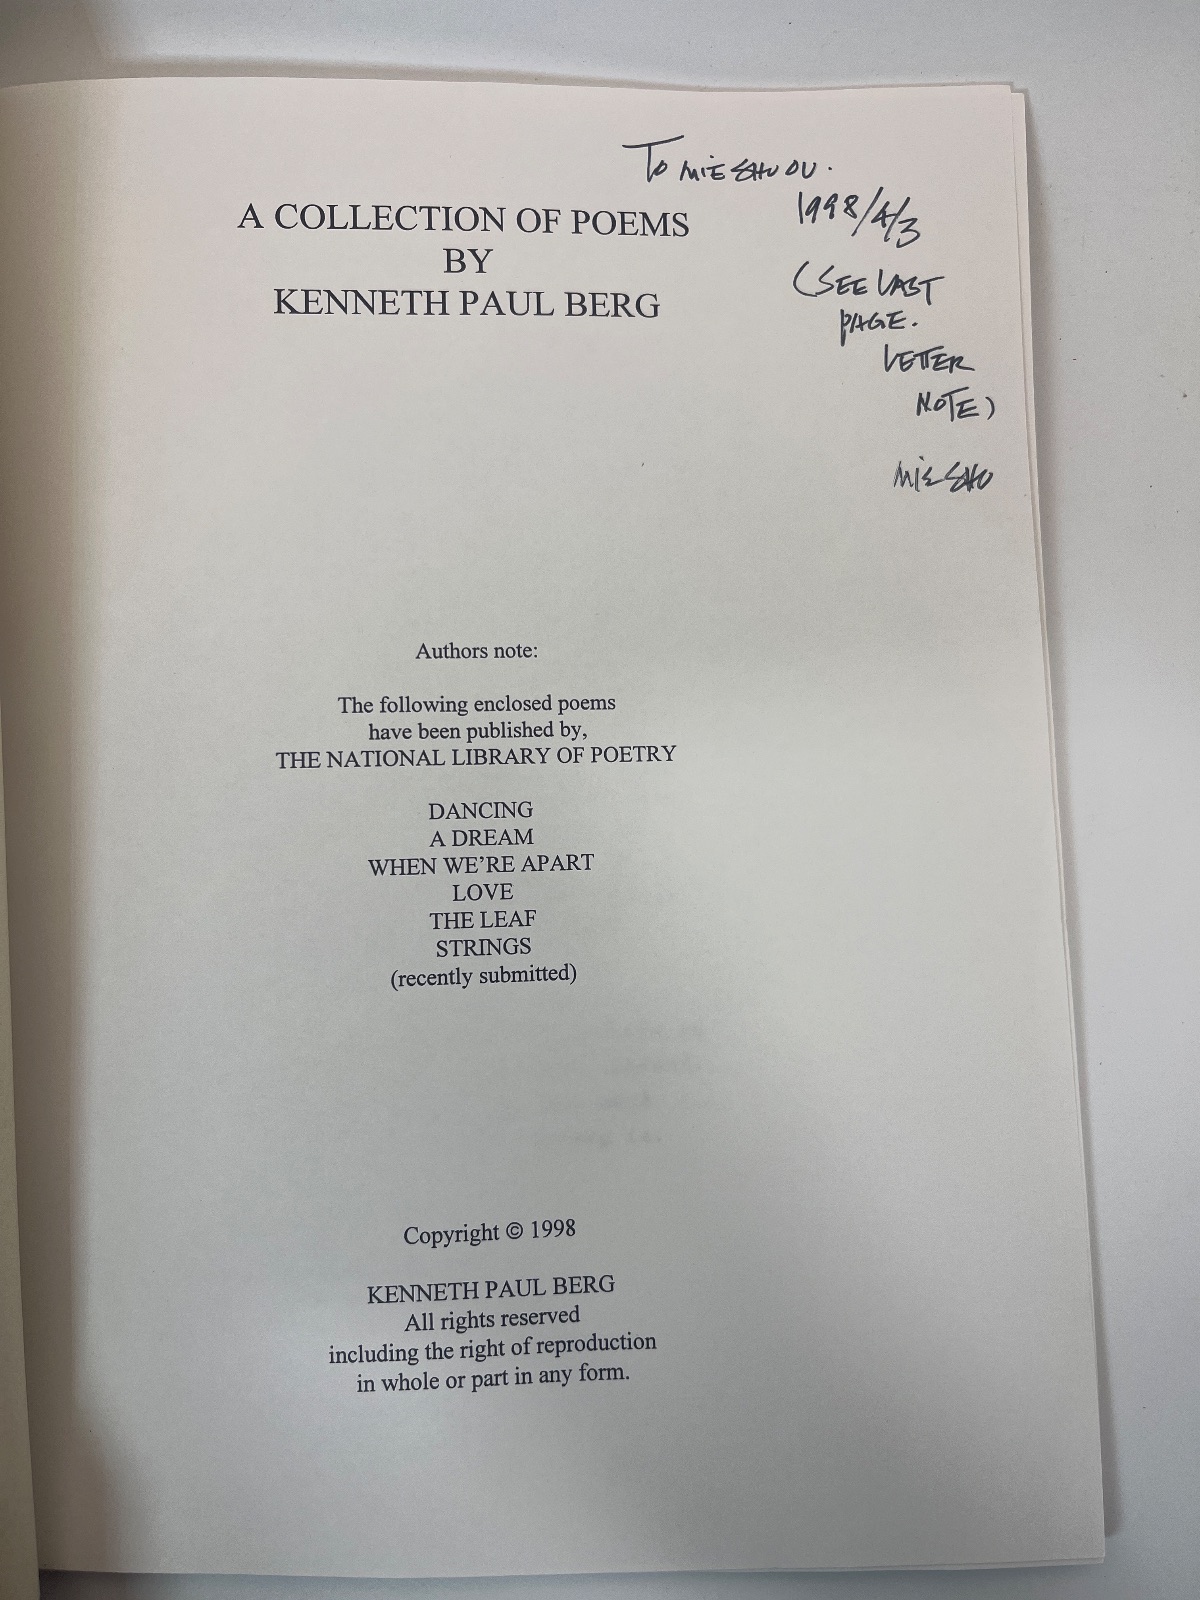 To MIE SHU OU.
1998/4/3
(SEE LAST
PAGE.
LETTER
NOTE)
MIE SHU
A COLLECTION OF POEMS
BY
KENNETH PAUL BERG
Authors note:
The following enclosed poems
have been published by,
THE NATIONAL LIBRARY OF POETRY
DANCING
A DREAM
WHEN WE'RE APART
LOVE
THE LEAF
STRINGS
(recently submitted)
Copyright © 1998
KENNETH PAUL BERG
All rights reserved
including the right of reproduction
in whole or part in any form.